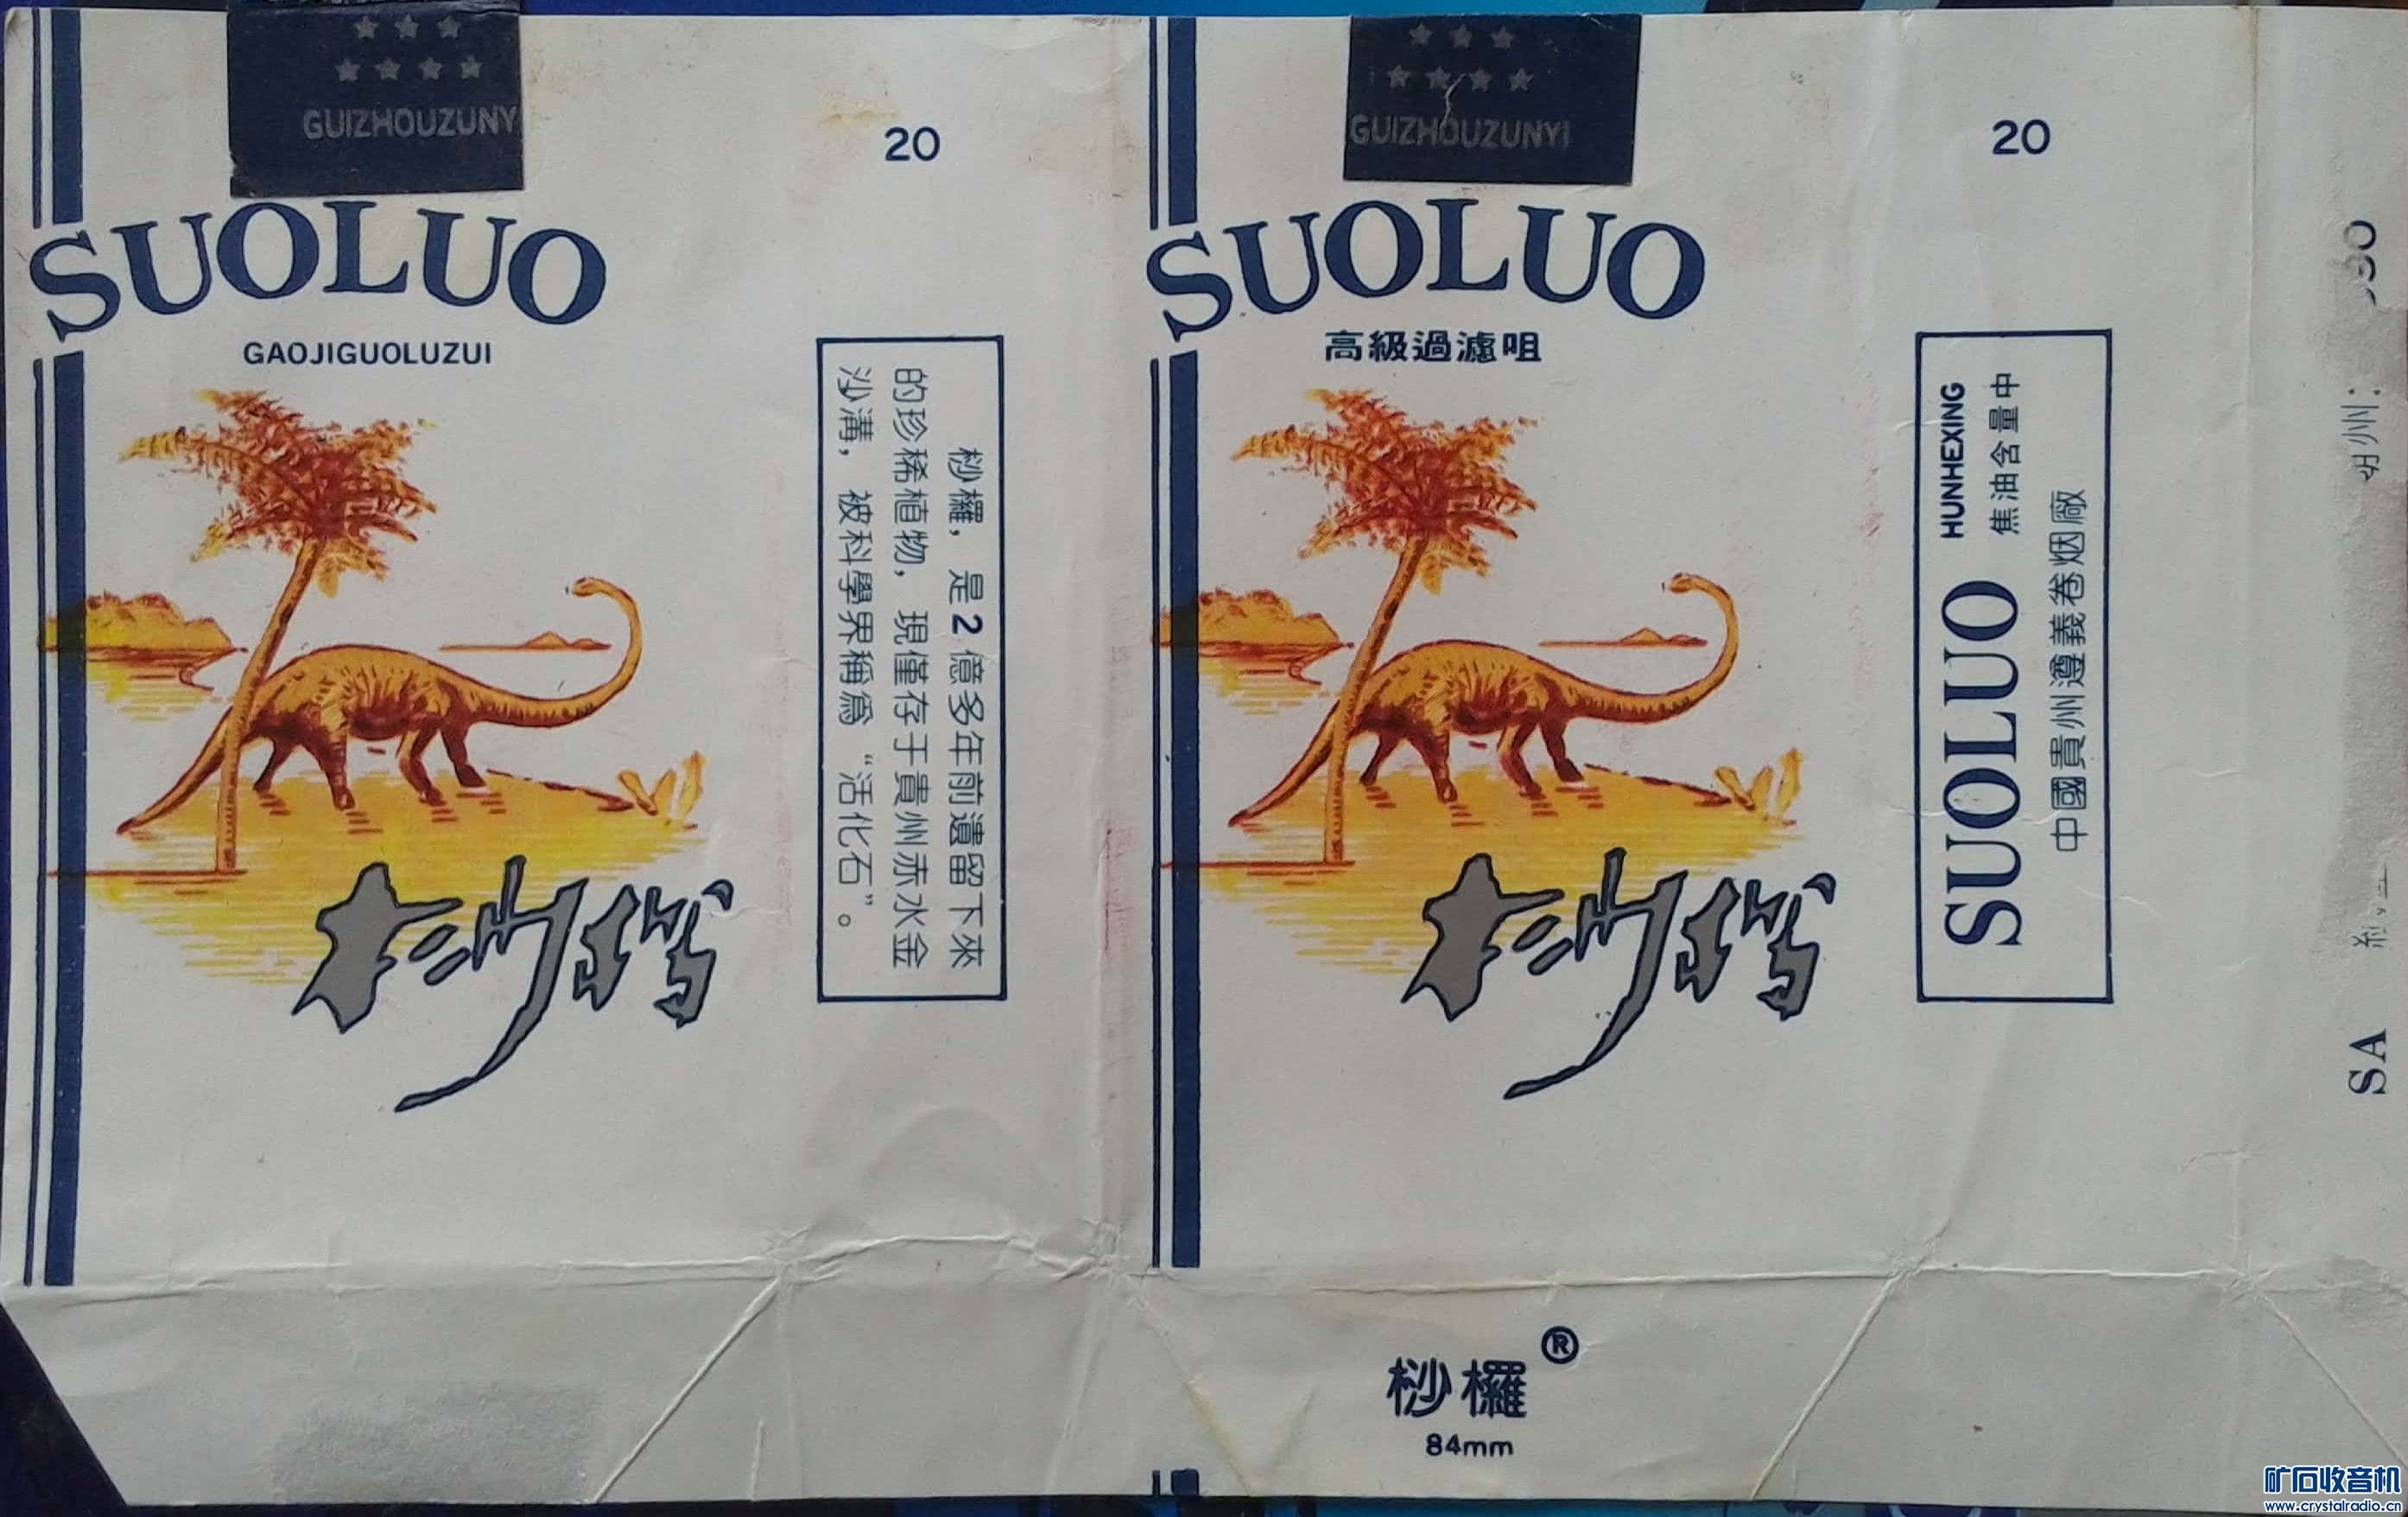 GUIZHOUZUNY
20
SUOLUO
GAOJIGUOLUZUI
桫欏，是2億多年前遺留下來
的珍稀植物，現僅存于貴州赤水金
沙溝，被科學界稱爲“活化石”。
桫欏
GUIZHOUZUNYI
20
SUOLUO
高級過濾咀
桫欏
SUOLUO HUNHEXING
焦油含量中
中國貴州遵義卷烟廠
桫欏®
84mm
SA
矿石收音机
www.crystalradio.cn